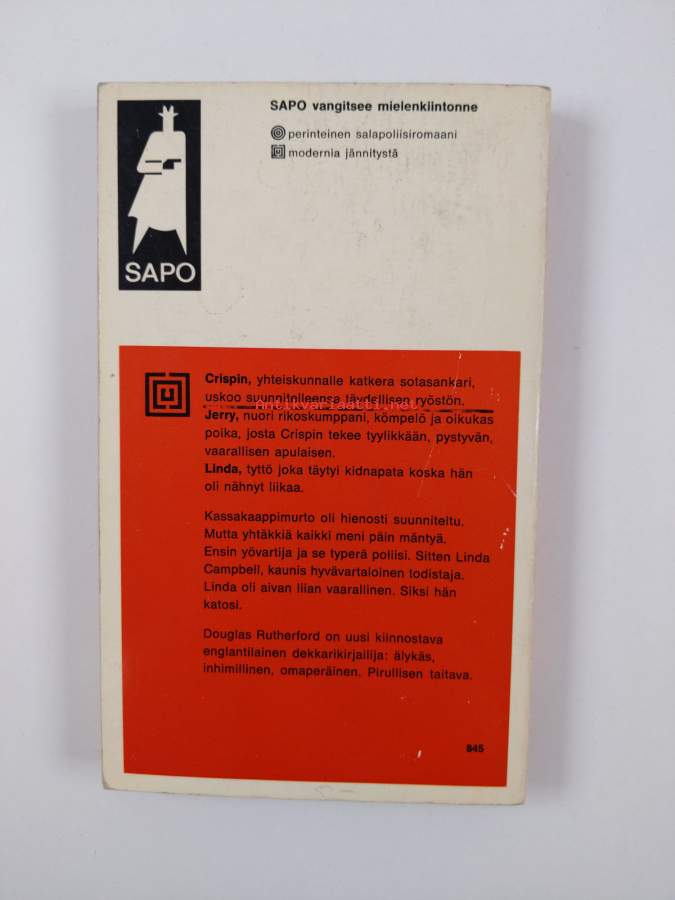 SAPO vangitsee mielenkiintonne
perinteinen salapoliisiromaani
modernia jännitystä
SAPO
Crispin, yhteiskunnalle katkera sotasankari,
uskoo suunnitelleensa täydellisen ryöstön.
Antikvariaatti.net
Jerry, nuori rikoskumppani, kömpelö ja oikukas
poika, josta Crispin tekee tyylikkään, pystyvän,
vaarallisen apulaisen.
Linda, tyttö joka täytyi kidnapata koska hän
oli nähnyt liikaa.
Kassakaappimurto oli hienosti suunniteltu.
Mutta yhtäkkiä kaikki meni päin mäntyä.
Ensin yövartija ja se typerä poliisi. Sitten Linda
Campbell, kaunis hyvävartaloinen todistaja.
Linda oli aivan liian vaarallinen. Siksi hän
katosi.
Douglas Rutherford on uusi kiinnostava
englantilainen dekkarikirjailija: älykäs,
inhimillinen, omaperäinen. Pirullisen taitava.
845